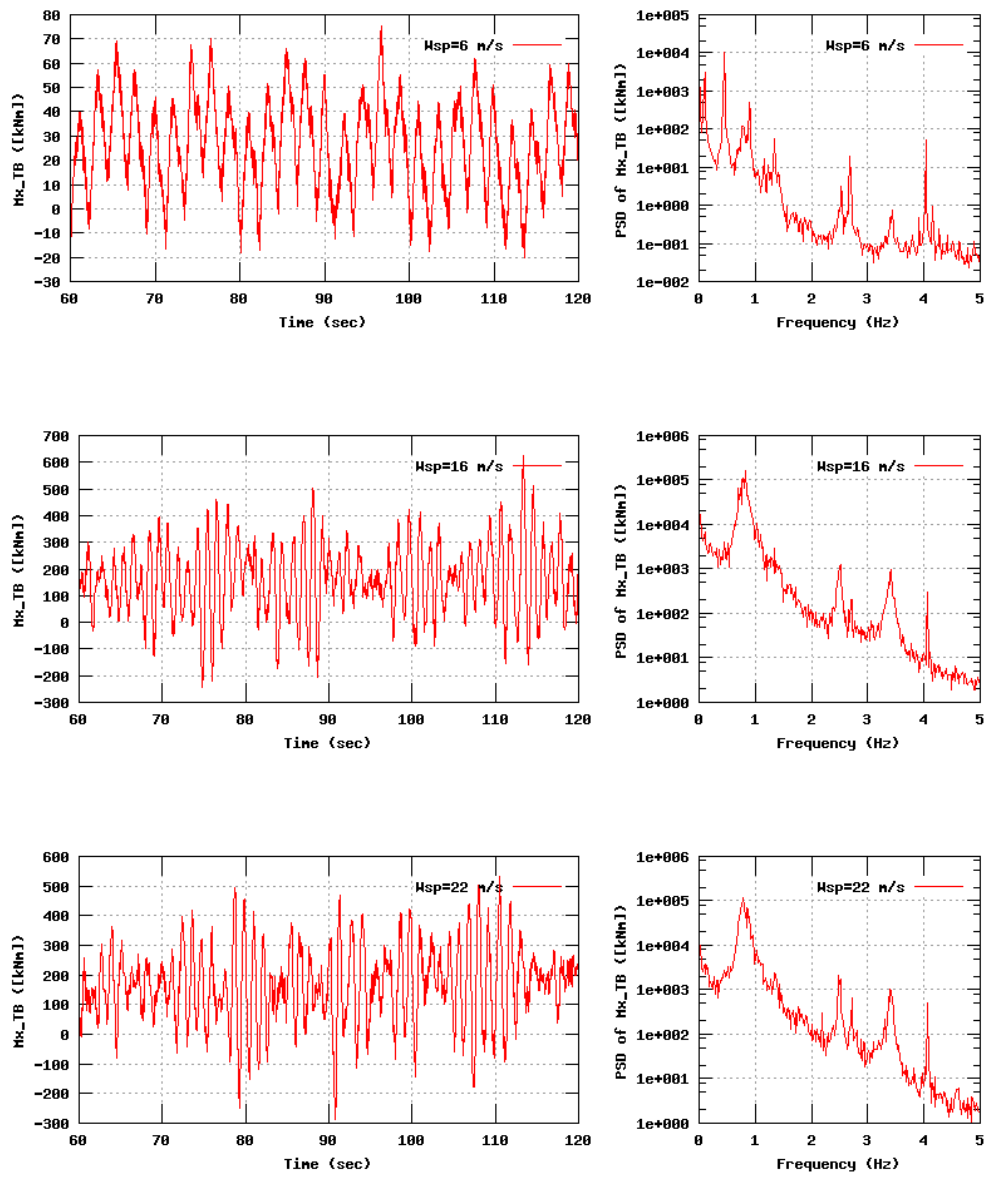 80
70
60
50
40
30
20
10
0
-10
-20
-30
Mx_TB ([kNm])
Wsp=6 m/s
60 70 80 90 100 110 120
Time (sec)
1e+005
1e+004
1e+003
1e+002
1e+001
1e+000
1e-001
1e-002
PSD of Mx_TB ([kNm])
Wsp=6 m/s
0 1 2 3 4 5
Frequency (Hz)
700
600
500
400
300
200
100
0
-100
-200
-300
Mx_TB ([kNm])
Wsp=16 m/s
60 70 80 90 100 110 120
Time (sec)
1e+006
1e+005
1e+004
1e+003
1e+002
1e+001
1e+000
PSD of Mx_TB ([kNm])
Wsp=16 m/s
0 1 2 3 4 5
Frequency (Hz)
600
500
400
300
200
100
0
-100
-200
-300
Mx_TB ([kNm])
Wsp=22 m/s
60 70 80 90 100 110 120
Time (sec)
1e+006
1e+005
1e+004
1e+003
1e+002
1e+001
1e+000
PSD of Mx_TB ([kNm])
Wsp=22 m/s
0 1 2 3 4 5
Frequency (Hz)